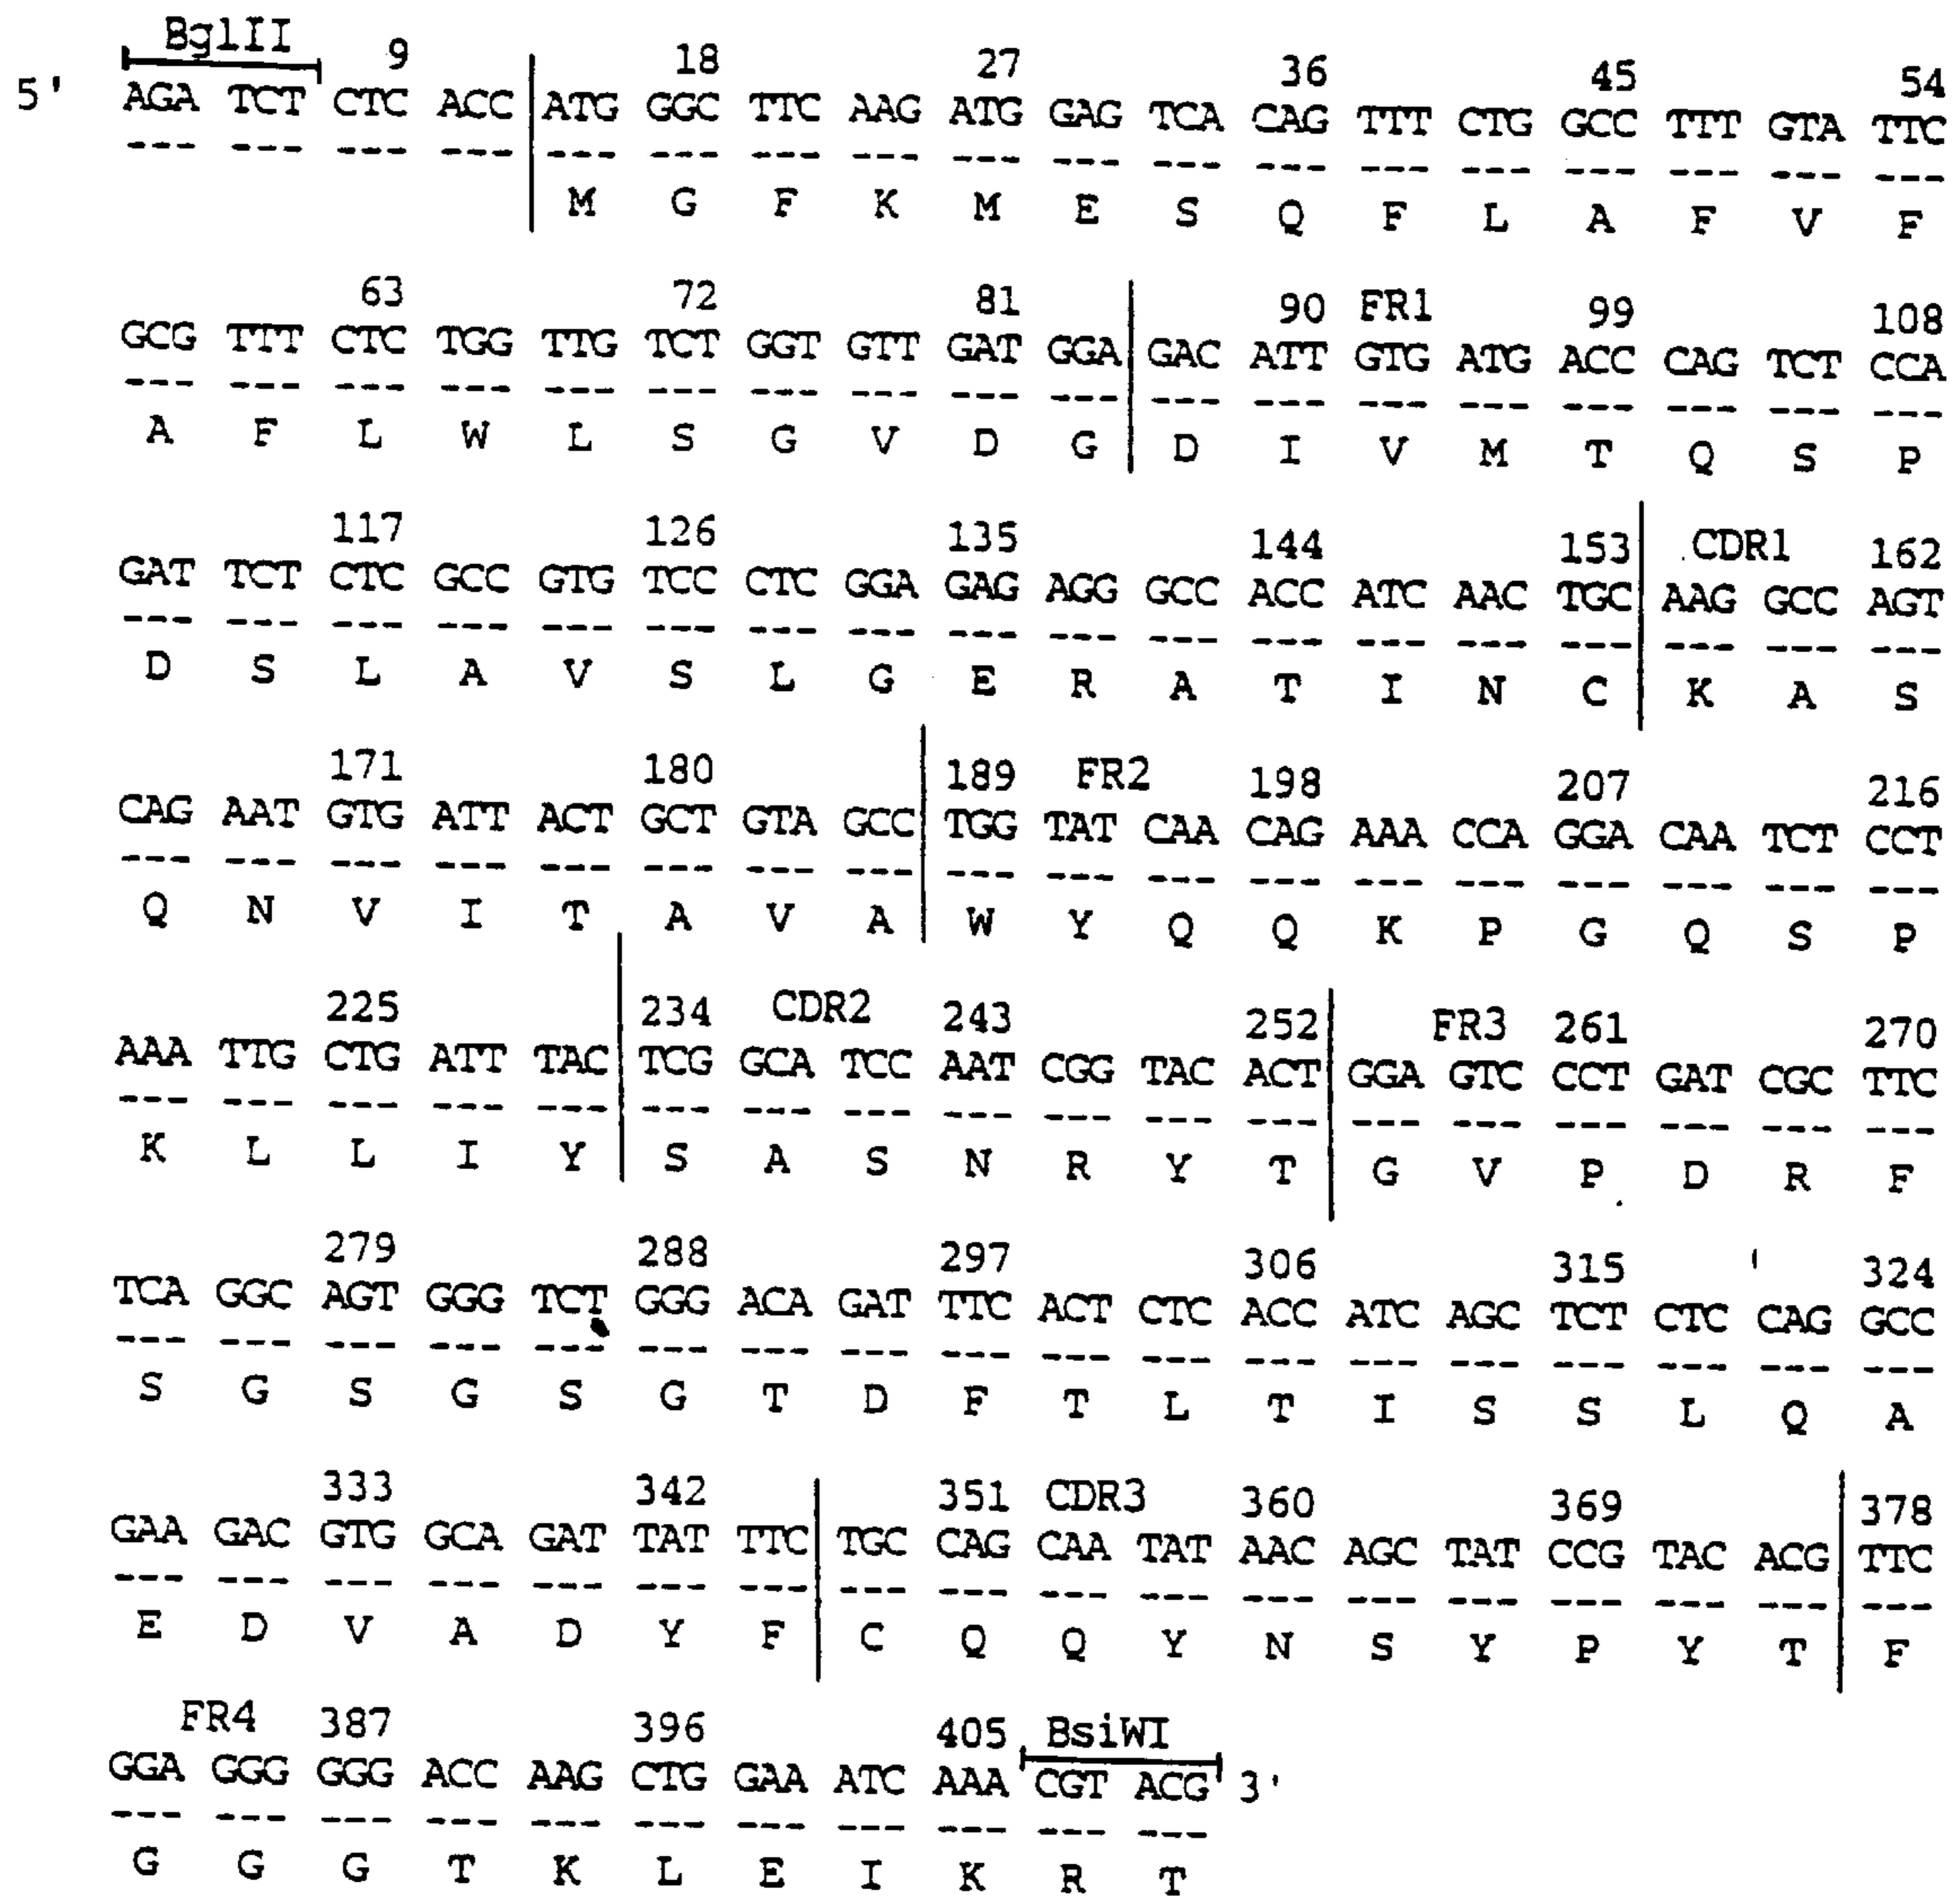 BglII 9 18 27 36 45 54
5' AGA TCT CTC ACC ATG GGC TTC AAG ATG GAG TCA CAG TTT CTG GCC TTT GTA TTC
--- --- --- --- --- --- --- --- --- --- --- --- --- --- --- --- --- ---
M G F K M E S Q F L A F V F
63 72 81 90 FR1 99 108
GCG TTT CTC TGG TTG TCT GGT GTT GAT GGA GAC ATT GTG ATG ACC CAG TCT CCA
--- --- --- --- --- --- --- --- --- --- --- --- --- --- --- --- --- ---
A F L W L S G V D G D I V M T Q S P
117 126 135 144 153 CDR1 162
GAT TCT CTC GCC GTG TCC CTC GGA GAG AGG GCC ACC ATC AAC TGC AAG GCC AGT
--- --- --- --- --- --- --- --- --- --- --- --- --- --- --- --- --- ---
D S L A V S L G E R A T I N C K A S
171 180 189 FR2 198 207 216
CAG AAT GTG ATT ACT GCT GTA GCC TGG TAT CAA CAG AAA CCA GGA CAA TCT CCT
--- --- --- --- --- --- --- --- --- --- --- --- --- --- --- --- --- ---
Q N V I T A V A W Y Q Q K P G Q S P
225 234 CDR2 243 252 FR3 261 270
AAA TTG CTG ATT TAC TCG GCA TCC AAT CGG TAC ACT GGA GTC CCT GAT CGC TTC
--- --- --- --- --- --- --- --- --- --- --- --- --- --- --- --- --- ---
K L L I Y S A S N R Y T G V P D R F
279 288 297 306 315 324
TCA GGC AGT GGG TCT GGG ACA GAT TTC ACT CTC ACC ATC AGC TCT CTC CAG GCC
--- --- --- --- --- --- --- --- --- --- --- --- --- --- --- --- --- ---
S G S G S G T D F T L T I S S L Q A
333 342 351 CDR3 360 369 378
GAA GAC GTG GCA GAT TAT TTC TGC CAG CAA TAT AAC AGC TAT CCG TAC ACG TTC
--- --- --- --- --- --- --- --- --- --- --- --- --- --- --- --- --- ---
E D V A D Y F C Q Q Y N S Y P Y T F
FR4 387 396 405 BsiWI
GGA GGG GGG ACC AAG CTG GAA ATC AAA CGT ACG 3'
--- --- --- --- --- --- --- --- --- --- ---
G G G T K L E I K R T